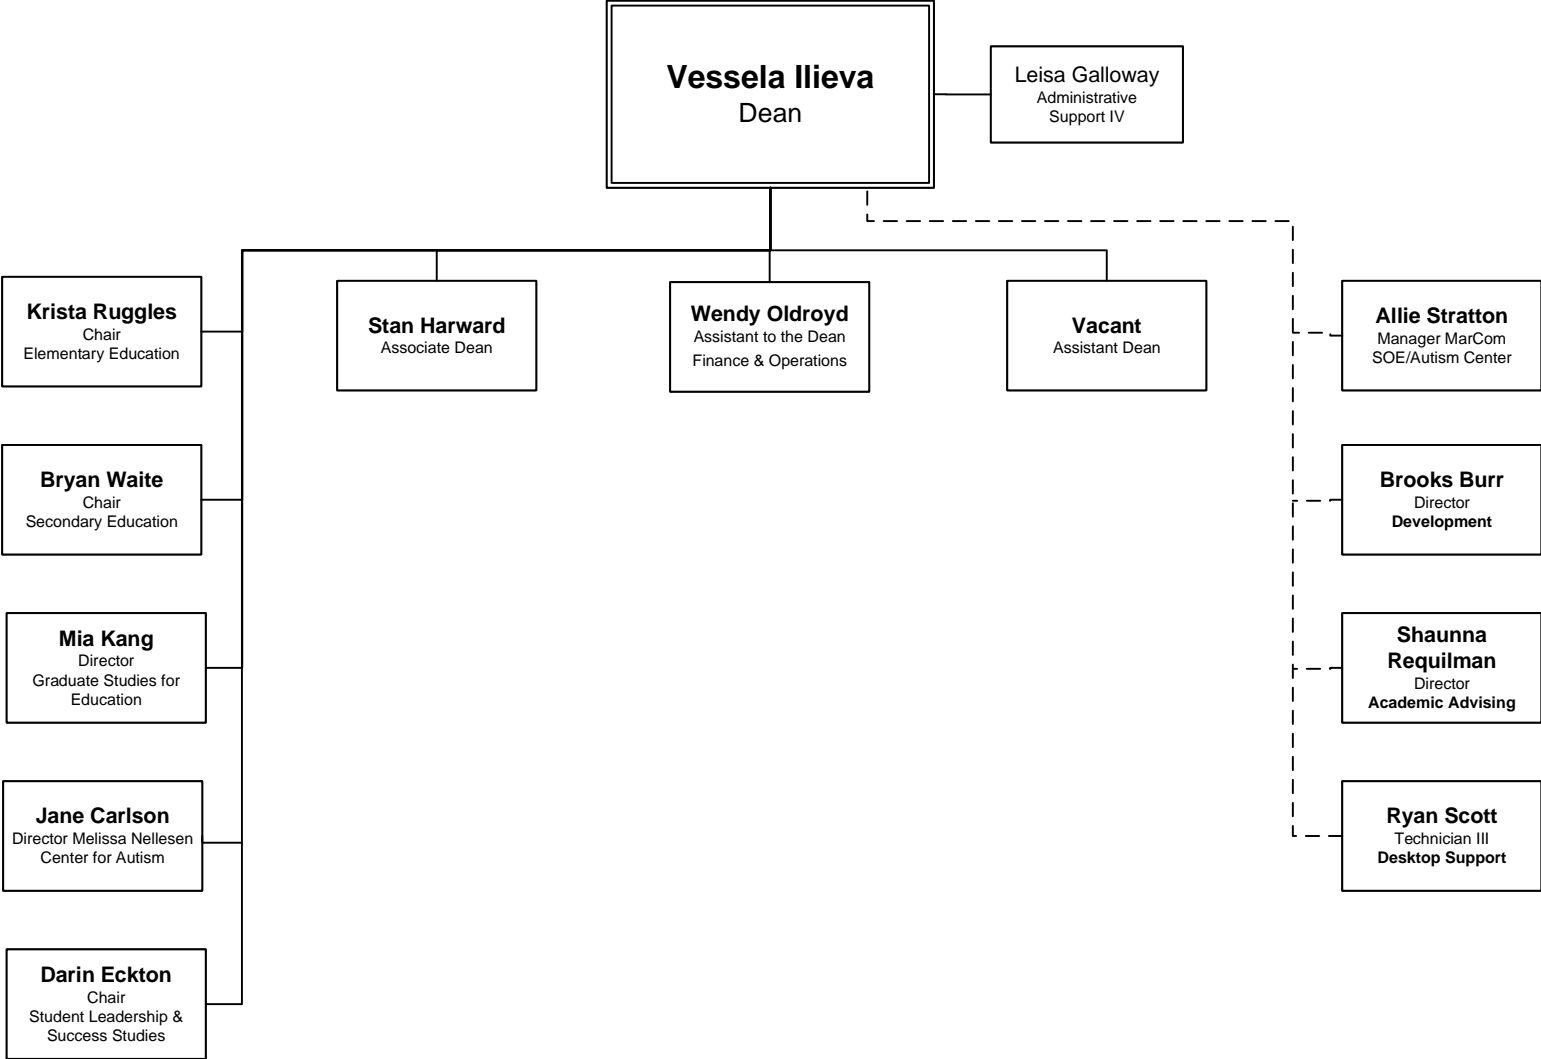 Vessela Ilieva
Dean
Leisa Galloway
Administrative
Support IV
Krista Ruggles
Chair
Elementary Education
Stan Harward
Associate Dean
Wendy Oldroyd
Assistant to the Dean
Finance & Operations
Vacant
Assistant Dean
Allie Stratton
Manager MarCom
SOE/Autism Center
Bryan Waite
Chair
Secondary Education
Brooks Burr
Director
Development
Mia Kang
Director
Graduate Studies for
Education
Shaunna
Requilman
Director
Academic Advising
Jane Carlson
Director Melissa Nellesen
Center for Autism
Ryan Scott
Technician III
Desktop Support
Darin Eckton
Chair
Student Leadership &
Success Studies